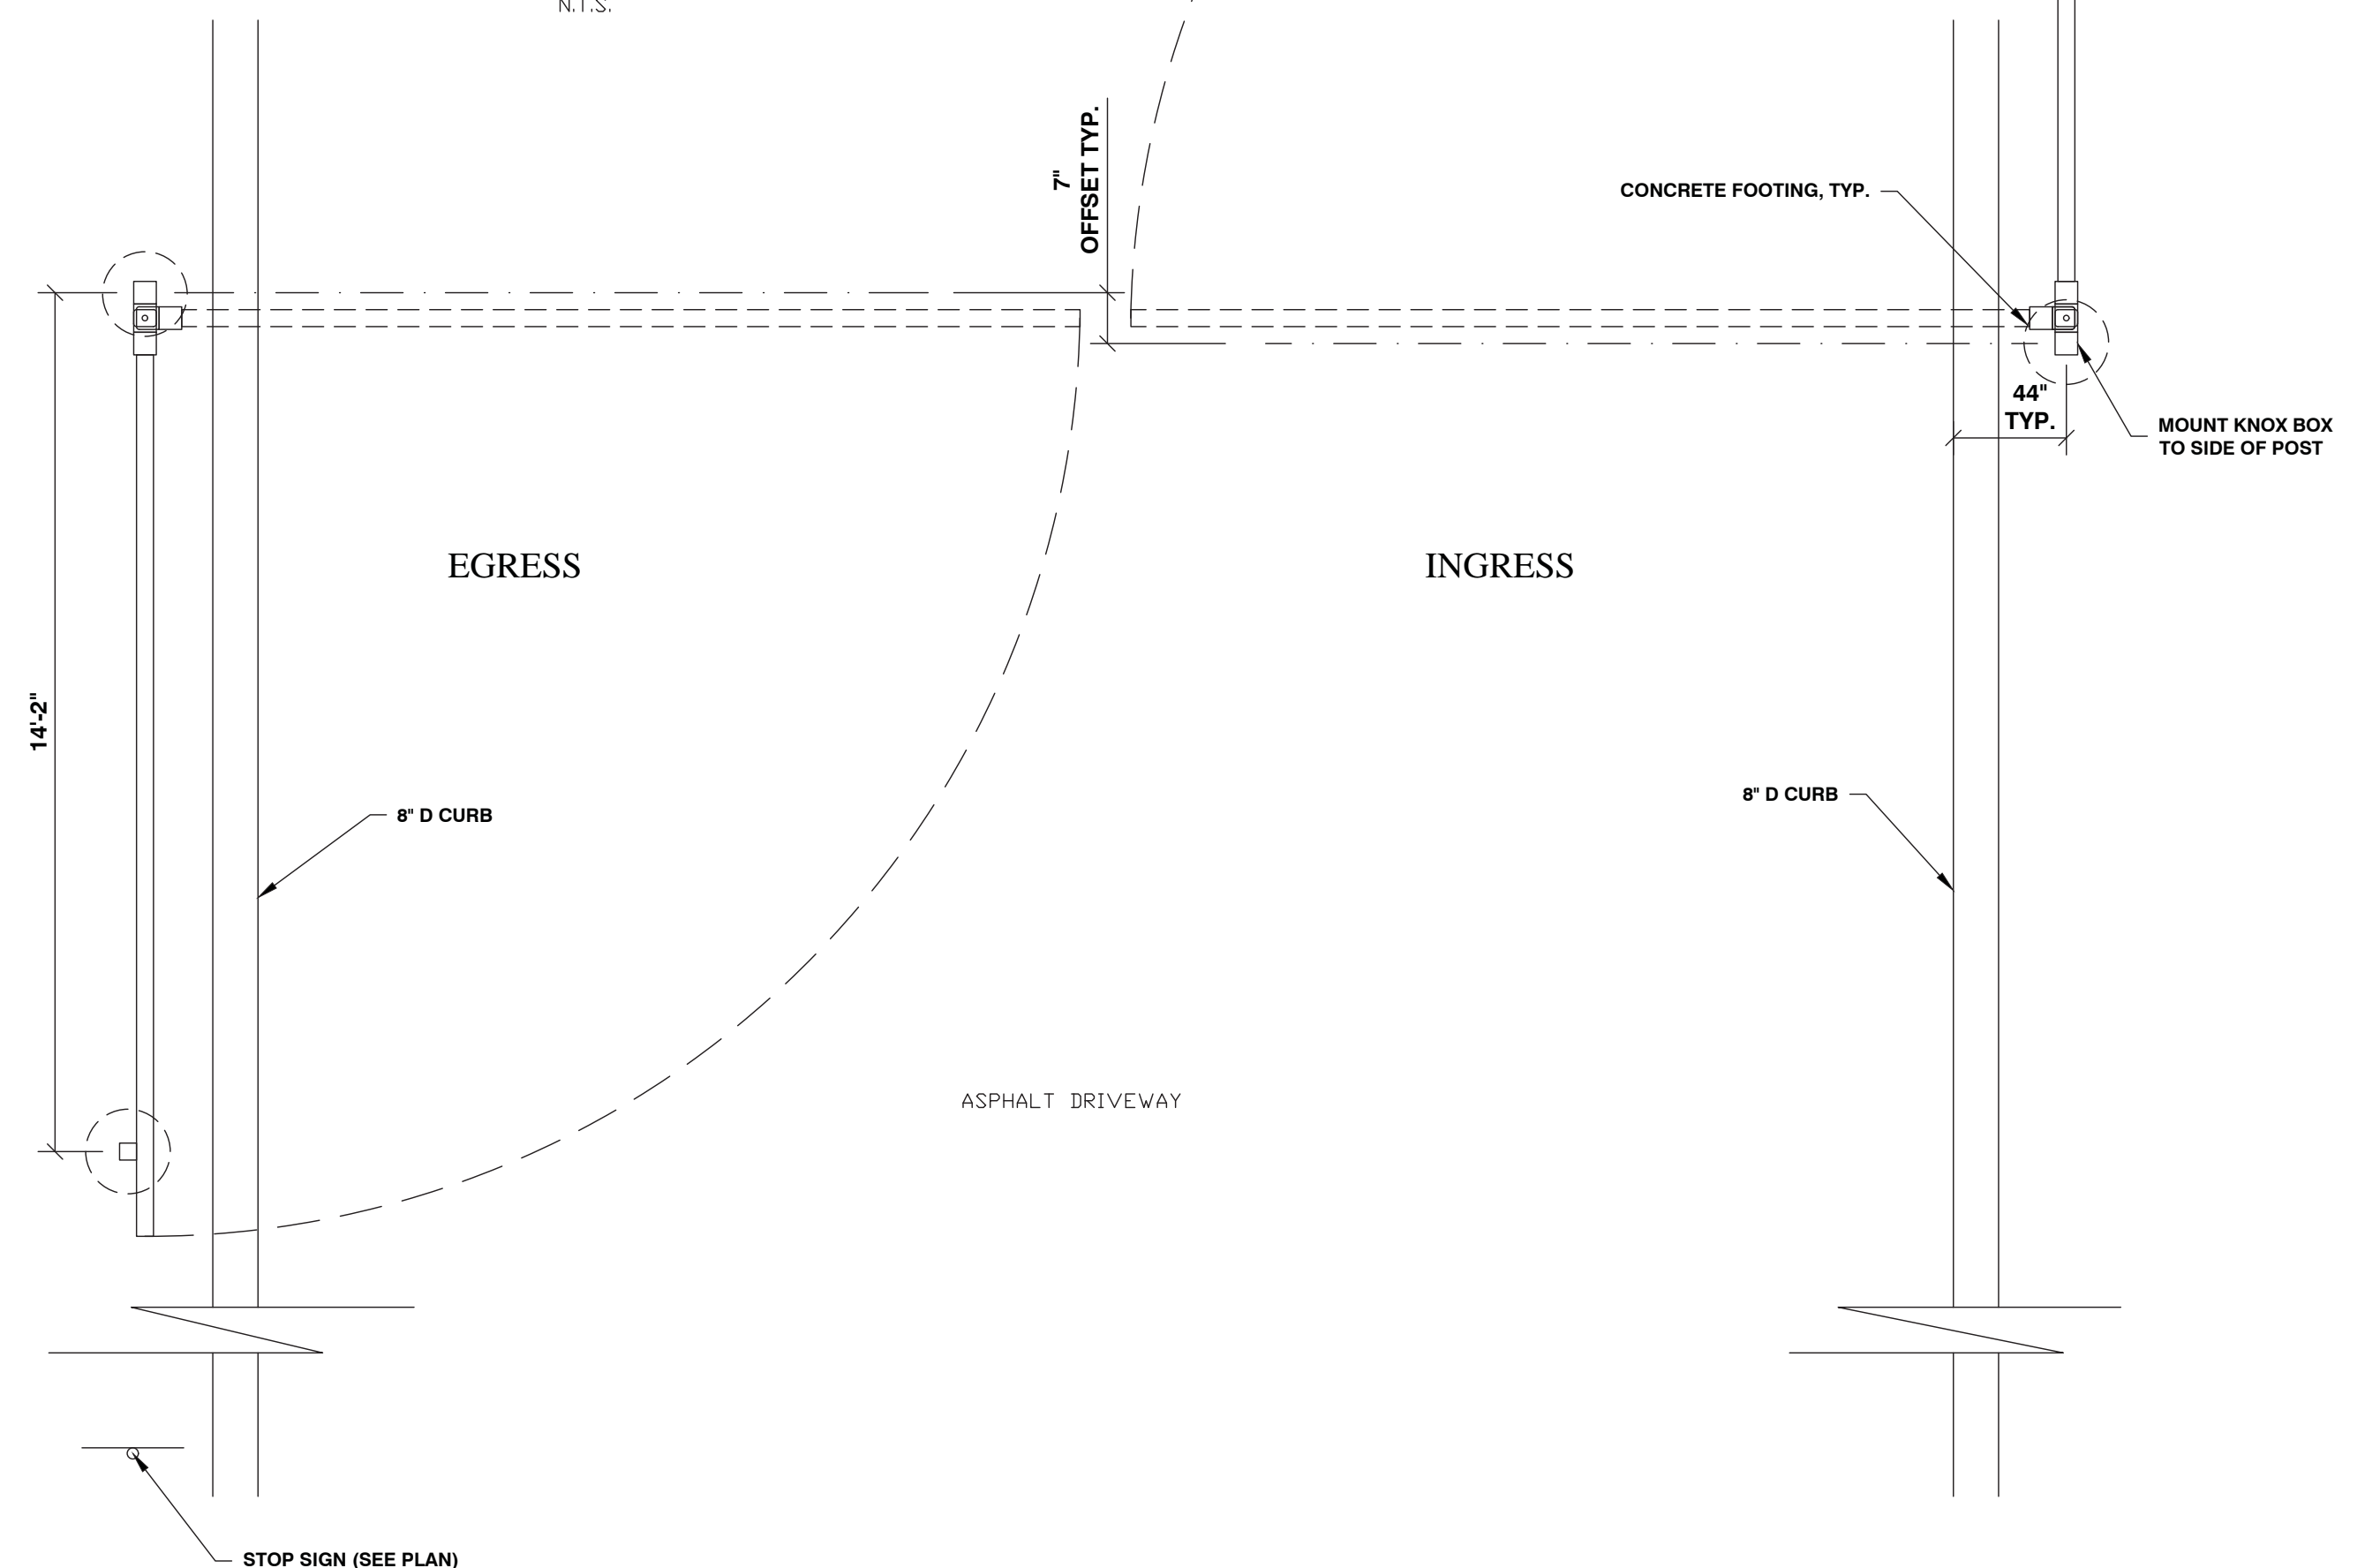 N.T.S.
7"
OFFSET TYP.
CONCRETE FOOTING, TYP.
44"
TYP.
MOUNT KNOX BOX
TO SIDE OF POST
EGRESS
INGRESS
14'-2"
8" D CURB
8" D CURB
ASPHALT DRIVEWAY
STOP SIGN (SEE PLAN)